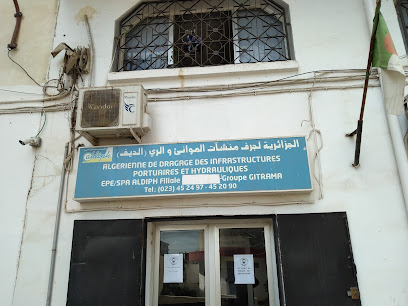 الجزائرية لجرف منشآت الموانئ و الري (الديف)
ALGERIENNE DE DRAGAGE DES INFRASTRUCTURES
PORTUAIRES ET HYDRAULIQUES
EPE/SPA ALDIPH Filiale -Groupe GITRAMA
Tel: (023) 45 24 97 - 45 20 90